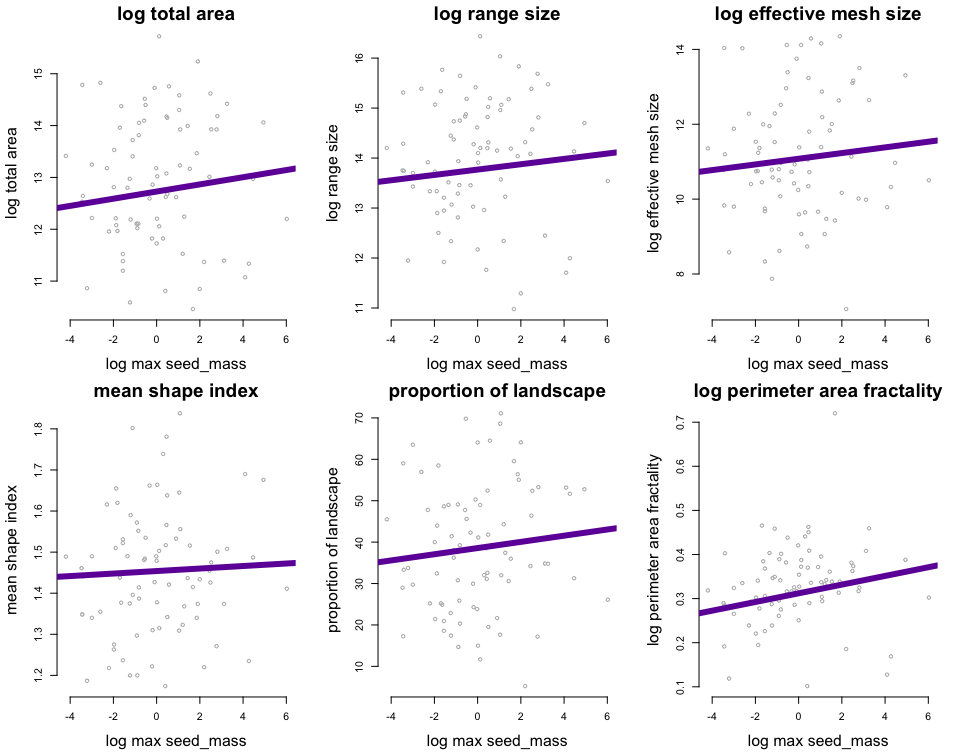 log total area
log total area
15
14
13
12
11
-4 -2 0 2 4 6
log max seed_mass
log range size
log range size
16
15
14
13
12
11
-4 -2 0 2 4 6
log max seed_mass
log effective mesh size
log effective mesh size
14
12
10
8
-4 -2 0 2 4 6
log max seed_mass
mean shape index
mean shape index
1.8
1.7
1.6
1.5
1.4
1.3
1.2
-4 -2 0 2 4 6
log max seed_mass
proportion of landscape
proportion of landscape
70
60
50
40
30
20
10
-4 -2 0 2 4 6
log max seed_mass
log perimeter area fractality
log perimeter area fractality
0.7
0.6
0.5
0.4
0.3
0.2
0.1
-4 -2 0 2 4 6
log max seed_mass